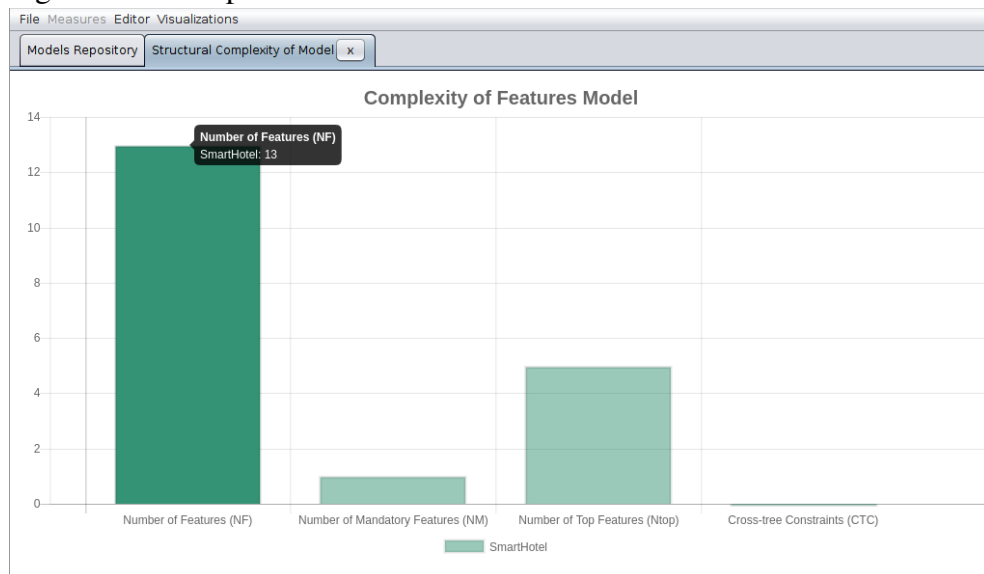 File Measures Editor Visualizations
Models Repository Structural Complexity of Model x
Complexity of Features Model
14
12
10
8
6
4
2
0
Number of Features (NF)
SmartHotel: 13
Number of Features (NF) Number of Mandatory Features (NM) Number of Top Features (Ntop) Cross-tree Constraints (CTC)
SmartHotel